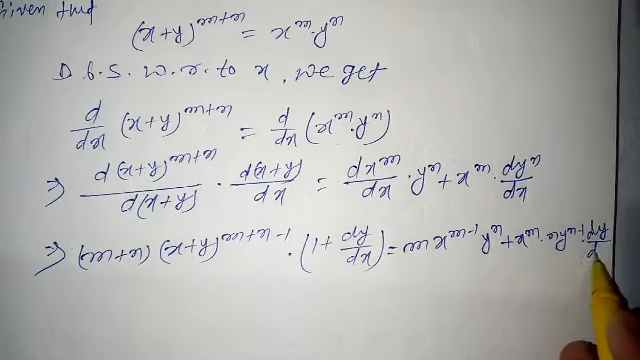 Given that
(x+y)^{m+n} = x^m · y^n
D. b. s. w. r. to x, we get
d/dx (x+y)^{m+n} = d/dx (x^m · y^n)
⇒ d(x+y)^{m+n}/d(x+y) · d(x+y)/dx = dx^m/dx · y^n + x^m · dy^n/dx
⇒ (m+n) (x+y)^{m+n-1} · (1 + dy/dx) = m x^{m-1} y^n + x^m · n y^{n-1} · dy/d